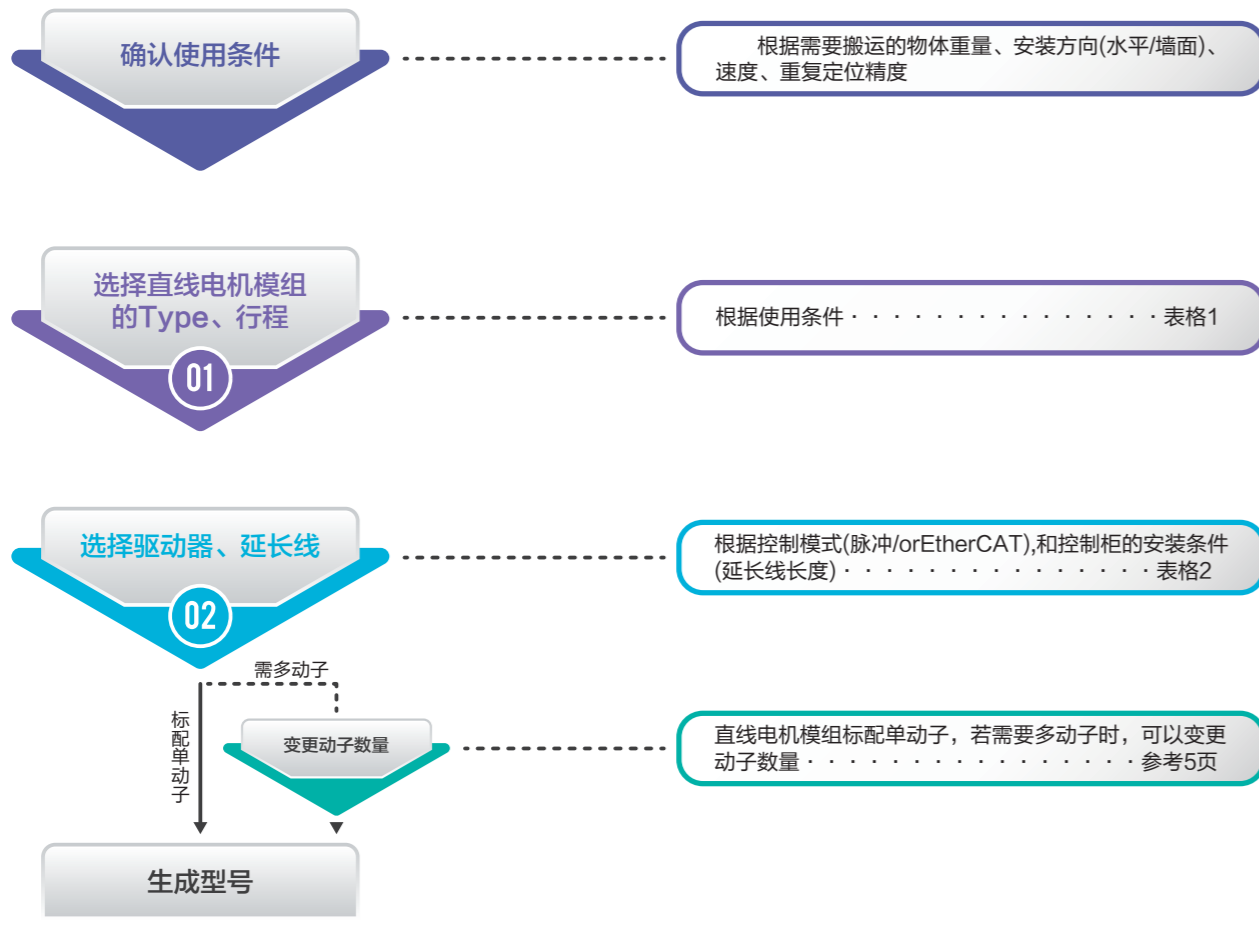 确认使用条件
根据需要搬运的物体重量、安装方向(水平/墙面)、
速度、重复定位精度
选择直线电机模组
的Type、行程
01
根据使用条件 · · · · · · · · · · · · · · · 表格1
选择驱动器、延长线
02
根据控制模式(脉冲/orEtherCAT),和控制柜的安装条件
(延长线长度) · · · · · · · · · · · · · · · 表格2
需多动子
标配单动子
变更动子数量
直线电机模组标配单动子，若需要多动子时，可以变更
动子数量 · · · · · · · · · · · · · · · · 参考5页
生成型号